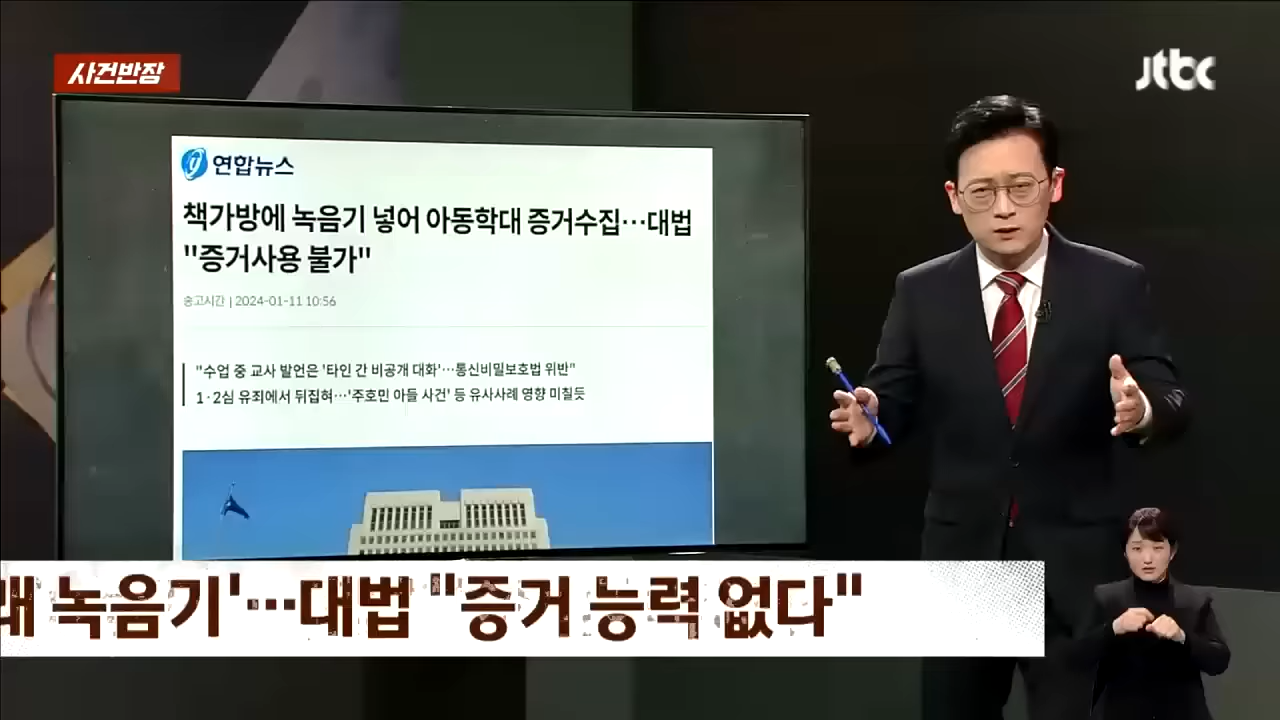 사건반장
jtbc
연합뉴스
책가방에 녹음기 넣어 아동학대 증거수집…대법
"증거사용 불가"
송고시간 | 2024-01-11 10:56
"수업 중 교사 발언은 '타인 간 비공개 대화'…통신비밀보호법 위반"
1·2심 유죄에서 뒤집혀…'주호민 아들 사건' 등 유사사례 영향 미칠듯
녹음기'…대법 "증거 능력 없다"